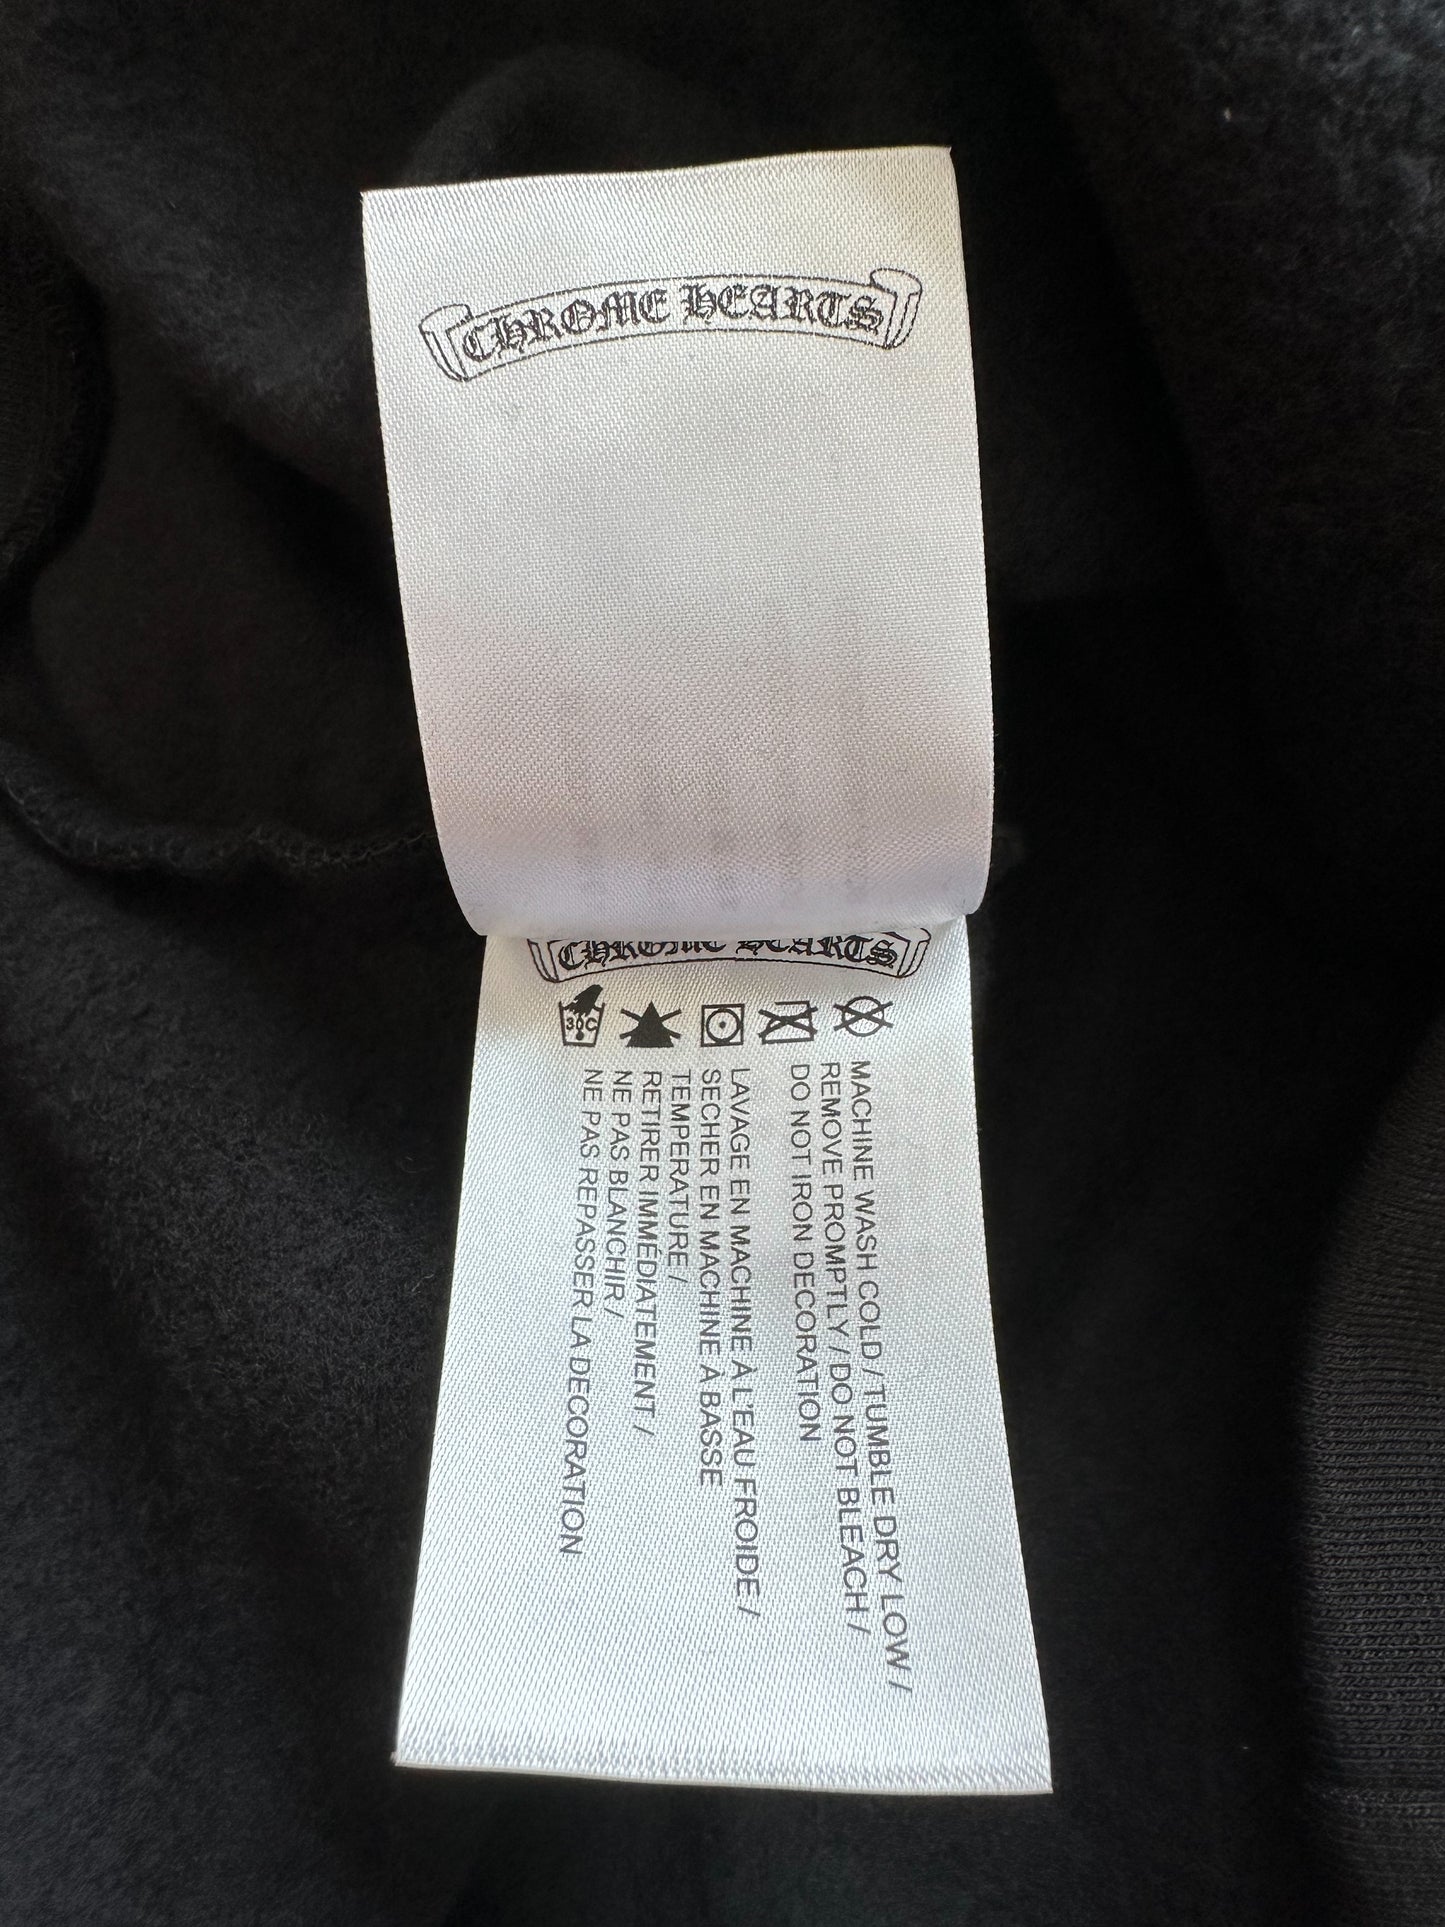 CHROME HEARTS
CHROME HEARTS
30C
MACHINE WASH COLD / TUMBLE DRY LOW /
REMOVE PROMPTLY / DO NOT BLEACH /
DO NOT IRON DECORATION
LAVAGE EN MACHINE À L'EAU FROIDE /
SECHER EN MACHINE À BASSE
TEMPERATURE /
RETIRER IMMÉDIATEMENT /
NE PAS BLANCHIR /
NE PAS REPASSER LA DECORATION